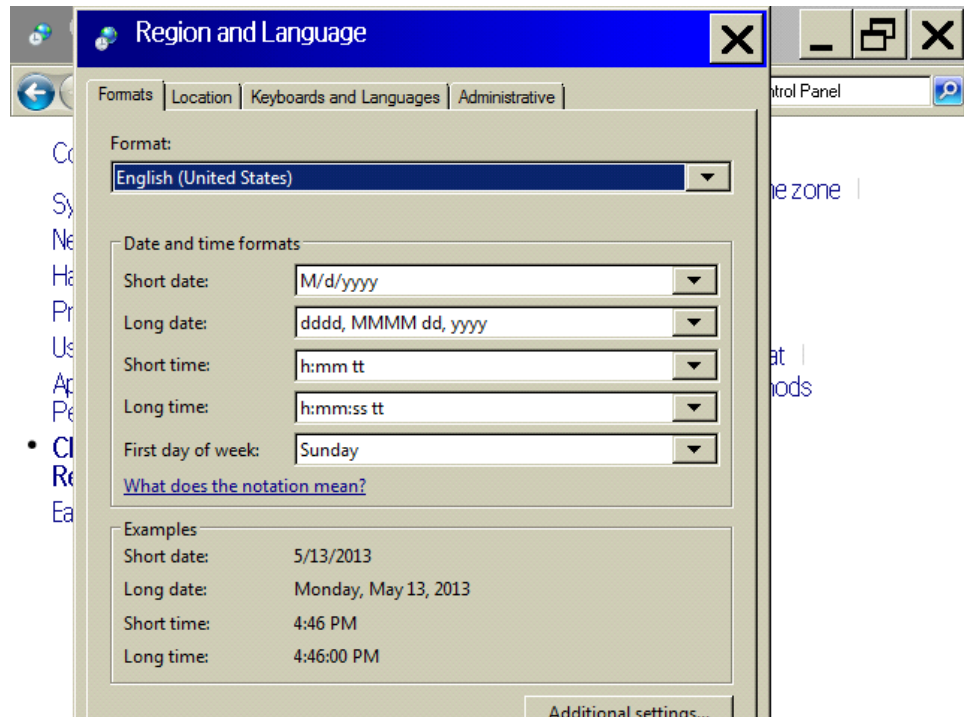 Region and Language
Formats Location Keyboards and Languages Administrative
ntrol Panel
Format:
English (United States)
ne zone
Date and time formats
Short date: M/d/yyyy
Long date: dddd, MMMM dd, yyyy
Short time: h:mm tt
at
Long time: h:mm:ss tt
First day of week: Sunday
What does the notation mean?
Examples
Short date: 5/13/2013
Long date: Monday, May 13, 2013
Short time: 4:46 PM
Long time: 4:46:00 PM
Additional settings...